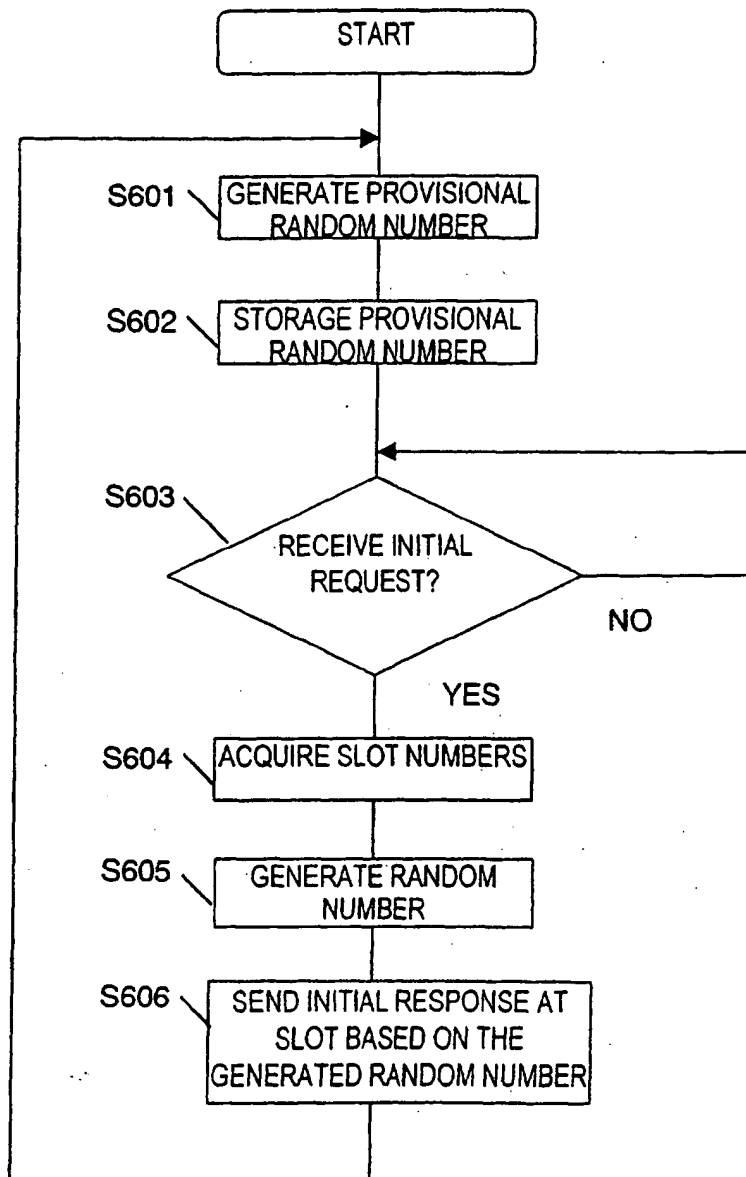 START
S601
GENERATE PROVISIONAL
RANDOM NUMBER
S602
STORAGE PROVISIONAL
RANDOM NUMBER
S603
RECEIVE INITIAL
REQUEST?
NO
YES
S604
ACQUIRE SLOT NUMBERS
S605
GENERATE RANDOM
NUMBER
S606
SEND INITIAL RESPONSE AT
SLOT BASED ON THE
GENERATED RANDOM NUMBER